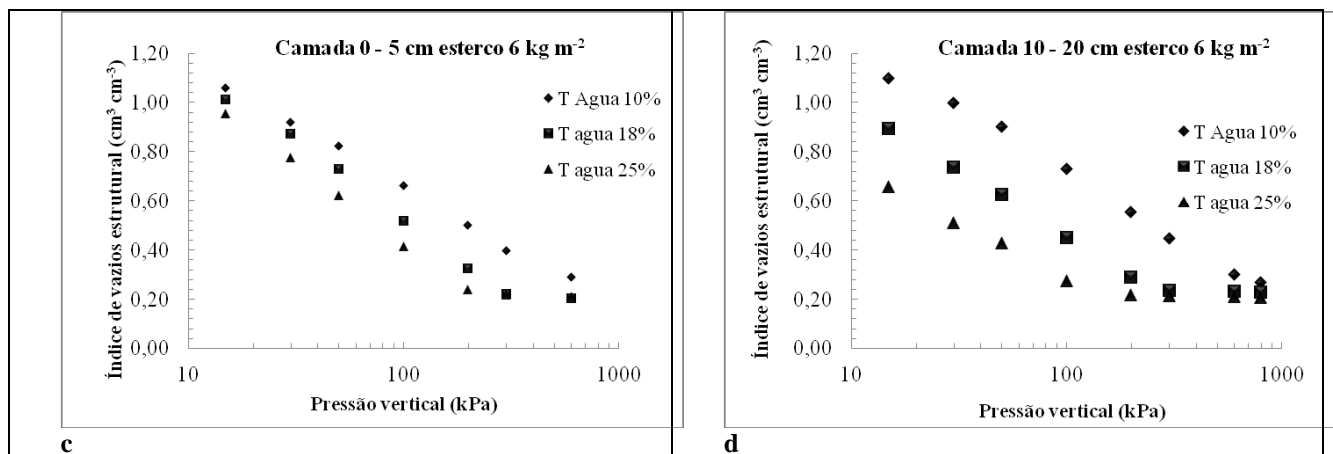 Camada 0 - 5 cm esterco 6 kg m⁻²
Índice de vazios estrutural (cm³ cm⁻³)
1,20
1,00
0,80
0,60
0,40
0,20
0,00
T Agua 10%
T agua 18%
T agua 25%
10
100
1000
Pressão vertical (kPa)
c
Camada 10 - 20 cm esterco 6 kg m⁻²
Índice de vazios estrutural (cm³ cm⁻³)
1,20
1,00
0,80
0,60
0,40
0,20
0,00
T Agua 10%
T agua 18%
T agua 25%
10
100
1000
Pressão vertical (kPa)
d